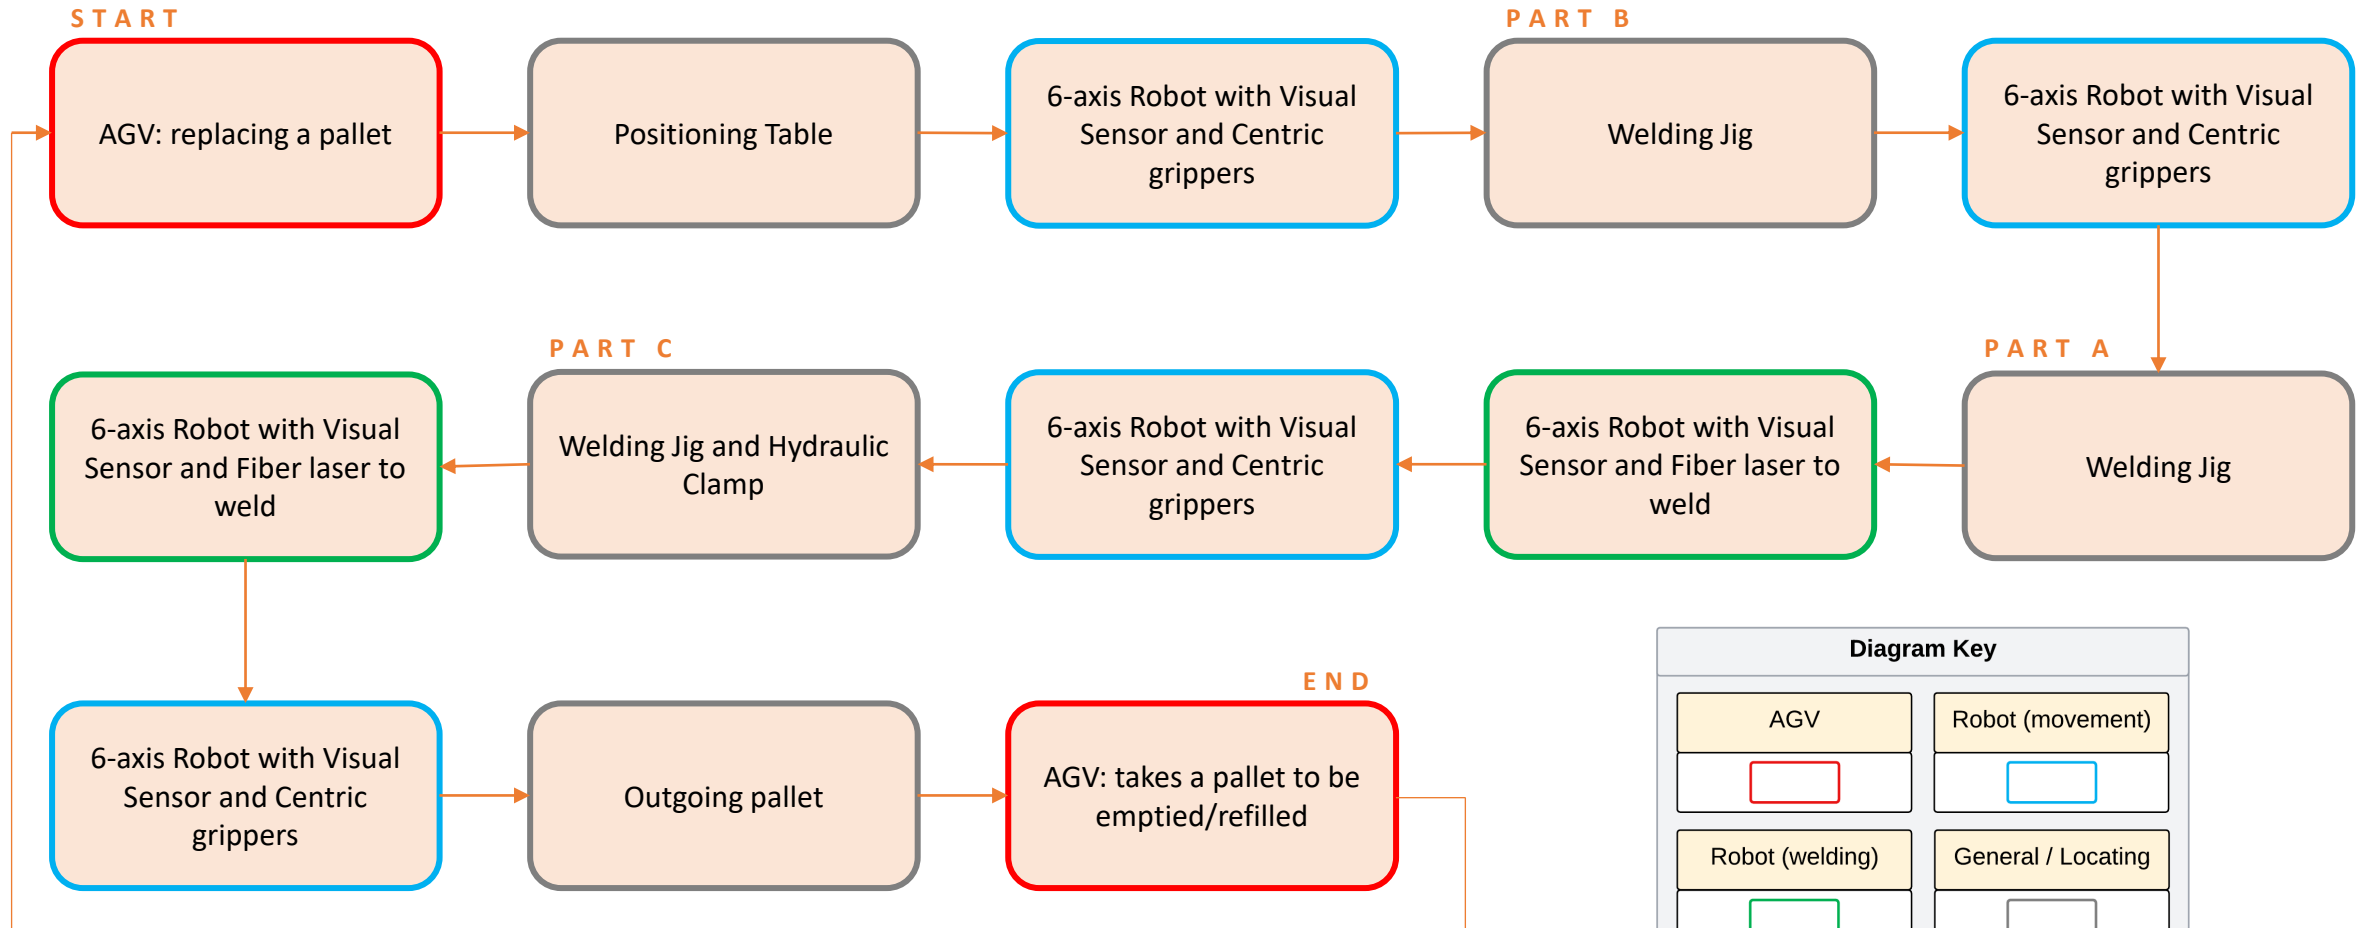 START
AGV: replacing a pallet
Positioning Table
6-axis Robot with Visual
Sensor and Centric
grippers
PART B
Welding Jig
6-axis Robot with Visual
Sensor and Centric
grippers
PART A
Welding Jig
6-axis Robot with Visual
Sensor and Fiber laser to
weld
6-axis Robot with Visual
Sensor and Centric
grippers
PART C
Welding Jig and Hydraulic
Clamp
6-axis Robot with Visual
Sensor and Fiber laser to
weld
6-axis Robot with Visual
Sensor and Centric
grippers
Outgoing pallet
END
AGV: takes a pallet to be
emptied/refilled
Diagram Key
AGV
Robot (movement)
Robot (welding)
General / Locating